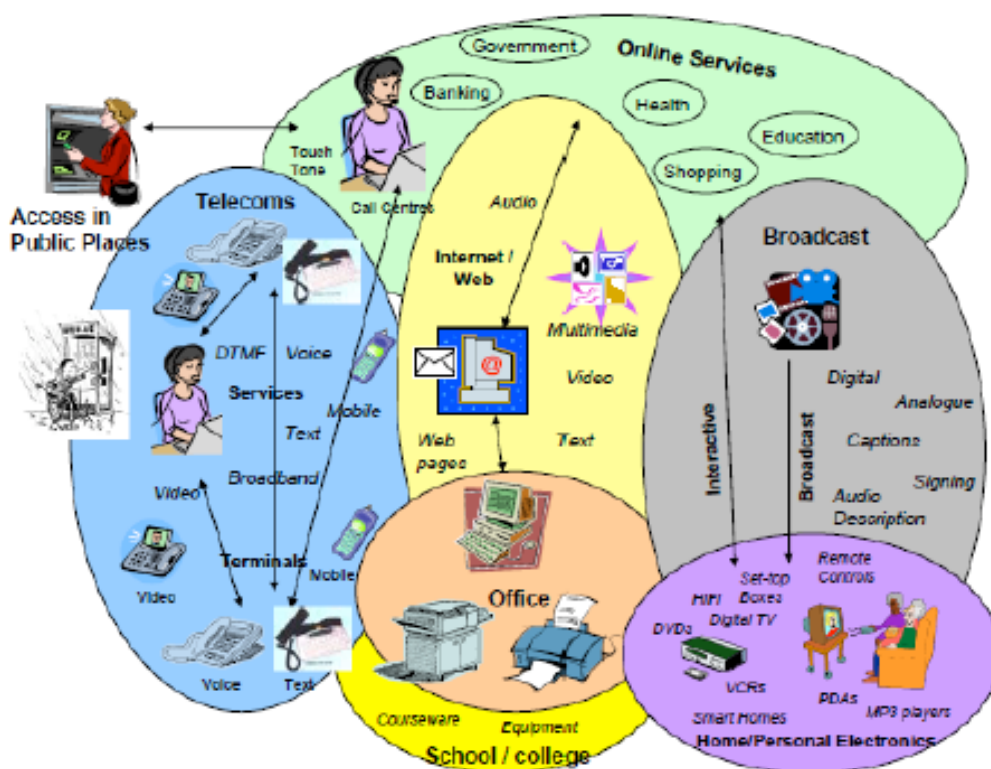 Government
Online Services
Banking
Health
Education
Shopping
Touch
Tone
Call Centres
Access in
Public Places
Telecoms
DTMF
Voice
Services
Text
Mobile
Broadband
Video
Terminals
Mobile
Video
Voice
Text
Audio
Internet /
Web
Multimedia
@
Video
Web
pages
Text
Office
Courseware
Equipment
School / college
Broadcast
Digital
Analogue
Captions
Signing
Audio
Description
Interactive
Broadcast
Remote
Controls
Set-top
Boxes
HiFi
Digital TV
DVDs
VCRs
PDAs
MP3 players
Smart Homes
Home/Personal Electronics